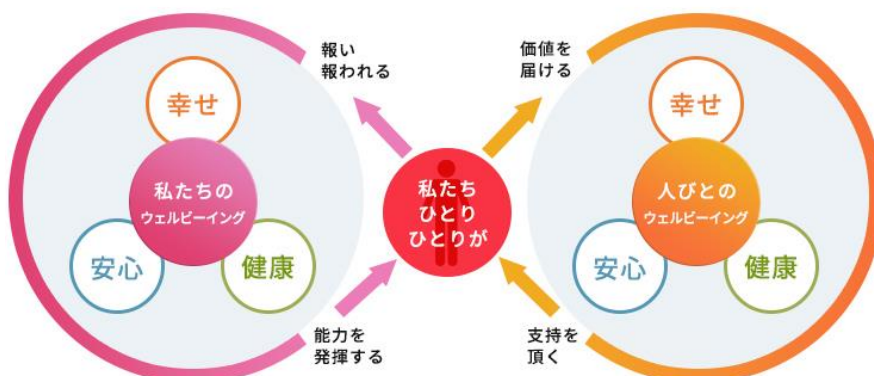 幸せ
私たちの
ウェルビーイング
安心
健康
報い
報われる
能力を
発揮する
私たち
ひとり
ひとりが
価値を
届ける
支持を
頂く
幸せ
人びとの
ウェルビーイング
安心
健康